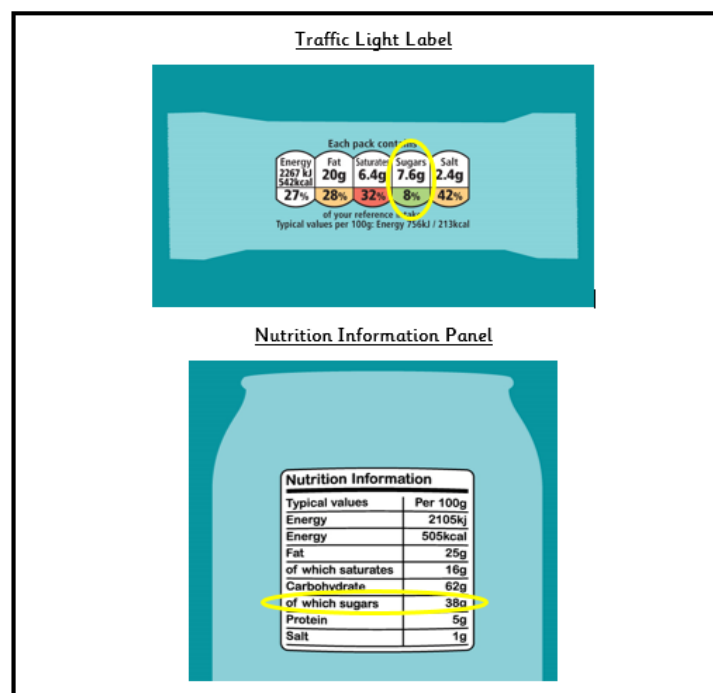 Traffic Light Label
Each pack contains
Energy Fat Saturates Sugars Salt
2267 kJ
542kcal 20g 6.4g 7.6g 2.4g
27% 28% 32% 8% 42%
of your reference intake
Typical values per 100g: Energy 756kJ / 213kcal
Nutrition Information Panel
Nutrition Information
Typical values Per 100g
Energy 2105kj
Energy 505kcal
Fat 25g
of which saturates 16g
Carbohydrate 62g
of which sugars 38g
Protein 5g
Salt 1g